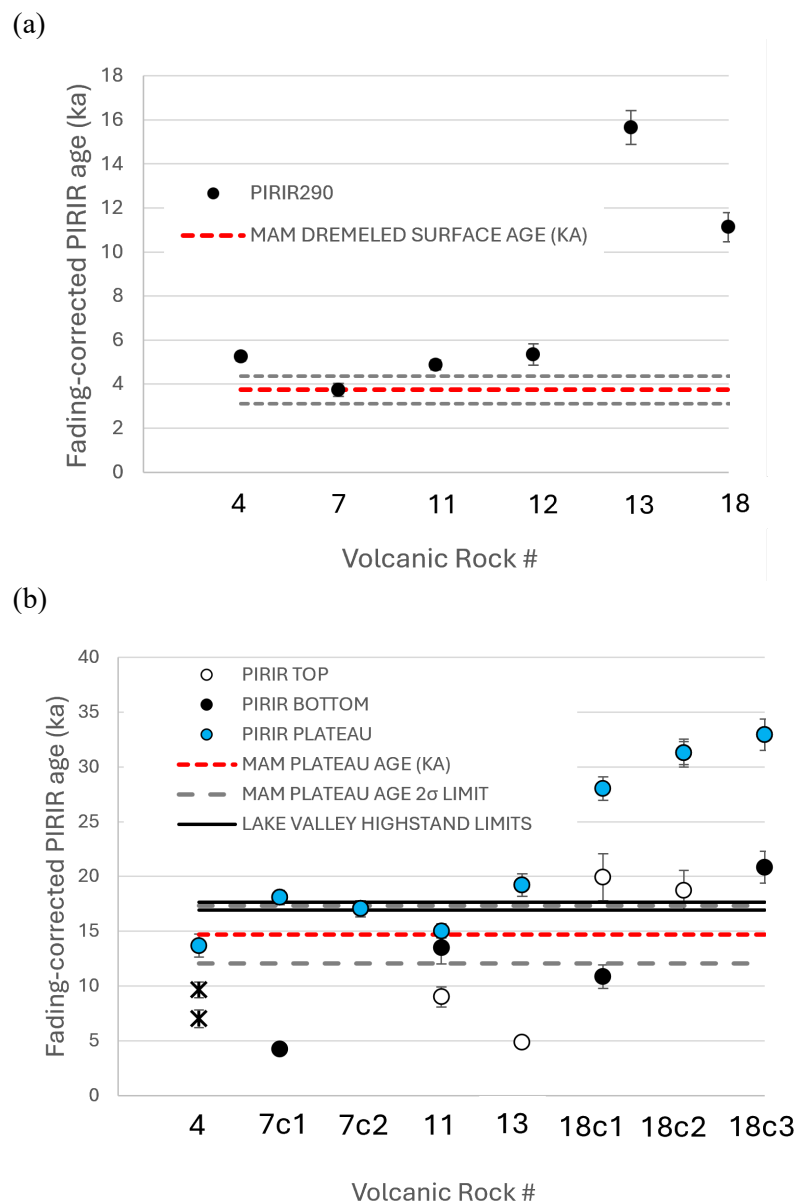 (a)
Fading-corrected PIRIR age (ka)
18
16
14
12
10
8
6
4
2
0
PIRIR290
MAM DREMELED SURFACE AGE (KA)
4 7 11 12 13 18
Volcanic Rock #
(b)
Fading-corrected PIRIR age (ka)
40
35
30
25
20
15
10
5
0
PIRIR TOP
PIRIR BOTTOM
PIRIR PLATEAU
MAM PLATEAU AGE (KA)
MAM PLATEAU AGE 2σ LIMIT
LAKE VALLEY HIGHSTAND LIMITS
4 7c1 7c2 11 13 18c1 18c2 18c3
Volcanic Rock #